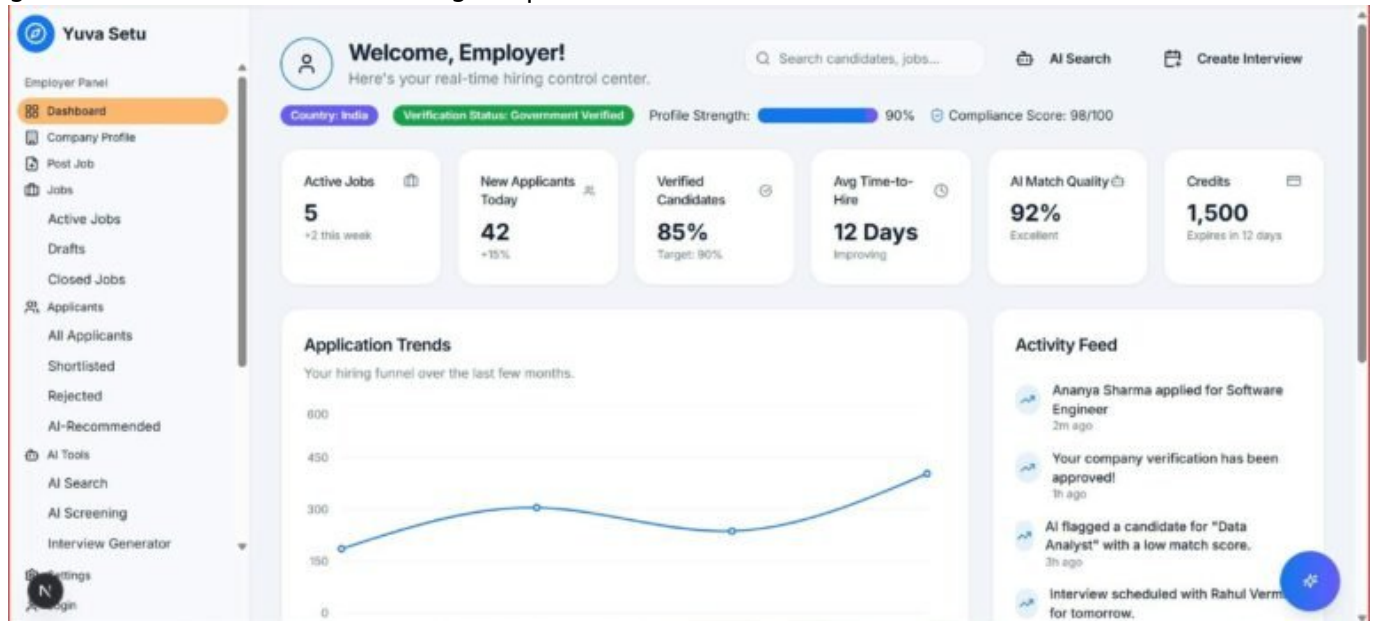 Yuva Setu
Employer Panel
Dashboard
Company Profile
Post Job
Jobs
Active Jobs
Drafts
Closed Jobs
Applicants
All Applicants
Shortlisted
Rejected
AI-Recommended
AI Tools
AI Search
AI Screening
Interview Generator
N
Welcome, Employer!
Here's your real-time hiring control center.
Search candidates, jobs...
AI Search
Create Interview
Country: India
Verification Status: Government Verified
Profile Strength:
90%
Compliance Score: 98/100
Active Jobs
5
+2 this week
New Applicants
Today
42
+15%
Verified
Candidates
85%
Target: 90%
Avg Time-to-
Hire
12 Days
Improving
AI Match Quality
92%
Excellent
Credits
1,500
Expires in 12 days
Application Trends
Your hiring funnel over the last few months.
600
450
300
150
0
Activity Feed
Ananya Sharma applied for Software
Engineer
2m ago
Your company verification has been
approved!
1h ago
AI flagged a candidate for "Data
Analyst" with a low match score.
3h ago
Interview scheduled with Rahul
for tomorrow.